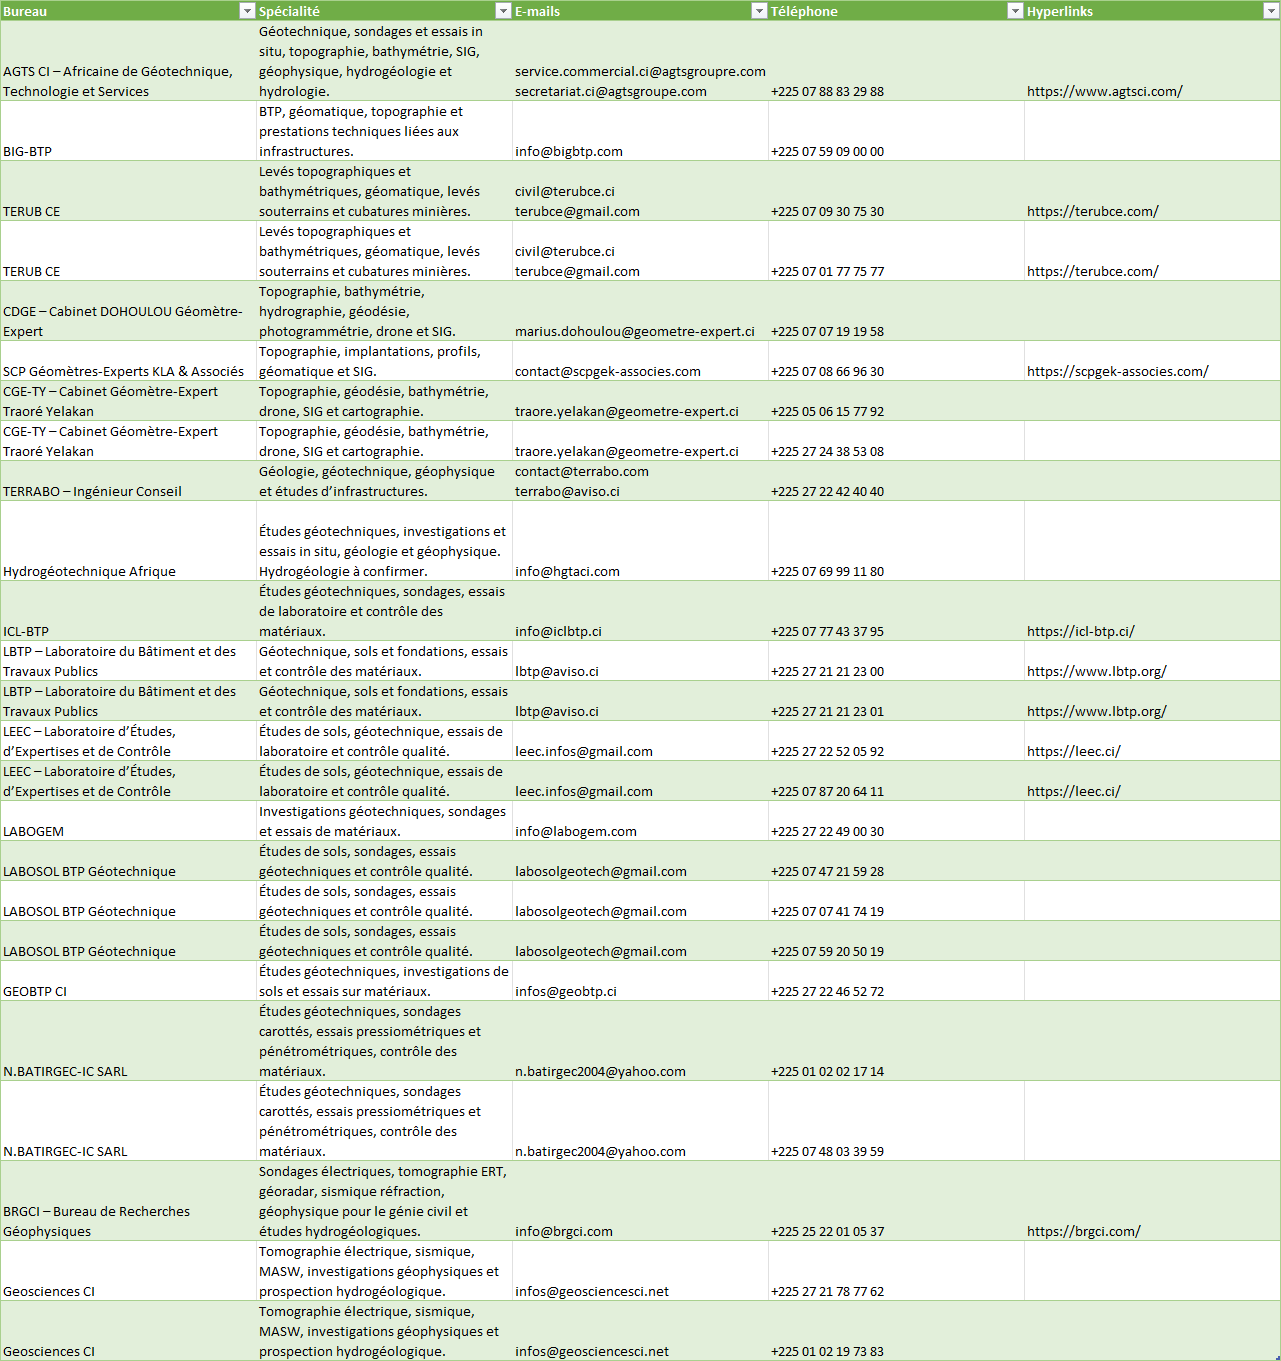 Bureau Spécialité E-mails Téléphone Hyperlinks
Géotechnique, sondages et essais in
situ, topographie, bathymétrie, SIG,
AGTS CI – Africaine de Géotechnique, géophysique, hydrogéologie et service.commercial.ci@agtsgroupre.com
Technologie et Services hydrologie. secretariat.ci@agtsgroupe.com +225 07 88 83 29 88 https://www.agtsci.com/
BTP, géomatique, topographie et
prestations techniques liées aux
BIG-BTP infrastructures. info@bigbtp.com +225 07 59 09 00 00
Levés topographiques et
bathymétriques, géomatique, levés civil@terubce.ci
TERUB CE souterrains et cubatures minières. terubce@gmail.com +225 07 09 30 75 30 https://terubce.com/
Levés topographiques et
bathymétriques, géomatique, levés civil@terubce.ci
TERUB CE souterrains et cubatures minières. terubce@gmail.com +225 07 01 77 75 77 https://terubce.com/
Topographie, bathymétrie,
CDGE – Cabinet DOHOULOU Géomètre- hydrographie, géodésie,
Expert photogrammétrie, drone et SIG. marius.dohoulou@geometre-expert.ci +225 07 07 19 19 58
Topographie, implantations, profils,
SCP Géomètres-Experts KLA & Associés géomatique et SIG. contact@scpgek-associes.com +225 07 08 66 96 30 https://scpgek-associes.com/
CGE-TY – Cabinet Géomètre-Expert Topographie, géodésie, bathymétrie,
Traoré Yelakan drone, SIG et cartographie. traore.yelakan@geometre-expert.ci +225 05 06 15 77 92
CGE-TY – Cabinet Géomètre-Expert Topographie, géodésie, bathymétrie,
Traoré Yelakan drone, SIG et cartographie. traore.yelakan@geometre-expert.ci +225 27 24 38 53 08
Géologie, géotechnique, géophysique contact@terrabo.com
TERRABO – Ingénieur Conseil et études d’infrastructures. terrabo@aviso.ci +225 27 22 42 40 40
Études géotechniques, investigations et
essais in situ, géologie et géophysique.
Hydrogéotechnique Afrique Hydrogéologie à confirmer. info@hgtaci.com +225 07 69 99 11 80
Études géotechniques, sondages, essais
de laboratoire et contrôle des
ICL-BTP matériaux. info@iclbtp.ci +225 07 77 43 37 95 https://icl-btp.ci/
LBTP – Laboratoire du Bâtiment et des Géotechnique, sols et fondations, essais
Travaux Publics et contrôle des matériaux. lbtp@aviso.ci +225 27 21 21 23 00 https://www.lbtp.org/
LBTP – Laboratoire du Bâtiment et des Géotechnique, sols et fondations, essais
Travaux Publics et contrôle des matériaux. lbtp@aviso.ci +225 27 21 21 23 01 https://www.lbtp.org/
LEEC – Laboratoire d’Études, Études de sols, géotechnique, essais de
d’Expertises et de Contrôle laboratoire et contrôle qualité. leec.infos@gmail.com +225 27 22 52 05 92 https://leec.ci/
LEEC – Laboratoire d’Études, Études de sols, géotechnique, essais de
d’Expertises et de Contrôle laboratoire et contrôle qualité. leec.infos@gmail.com +225 07 87 20 64 11 https://leec.ci/
Investigations géotechniques, sondages
LABOGEM et essais de matériaux. info@labogem.com +225 27 22 49 00 30
Études de sols, sondages, essais
LABOSOL BTP Géotechnique géotechniques et contrôle qualité. labosolgeotech@gmail.com +225 07 47 21 59 28
Études de sols, sondages, essais
LABOSOL BTP Géotechnique géotechniques et contrôle qualité. labosolgeotech@gmail.com +225 07 07 41 74 19
Études de sols, sondages, essais
LABOSOL BTP Géotechnique géotechniques et contrôle qualité. labosolgeotech@gmail.com +225 07 59 20 50 19
Études géotechniques, investigations de
GEOBTP CI sols et essais sur matériaux. infos@geobtp.ci +225 27 22 46 52 72
Études géotechniques, sondages
carottés, essais pressiométriques et
pénétrométriques, contrôle des
N.BATIRGEC-IC SARL matériaux. n.batirgec2004@yahoo.com +225 01 02 02 17 14
Études géotechniques, sondages
carottés, essais pressiométriques et
pénétrométriques, contrôle des
N.BATIRGEC-IC SARL matériaux. n.batirgec2004@yahoo.com +225 07 48 03 39 59
Sondages électriques, tomographie ERT,
géoradar, sismique réfraction,
BRGCI – Bureau de Recherches géophysique pour le génie civil et
Géophysiques études hydrogéologiques. info@brgci.com +225 25 22 01 05 37 https://brgci.com/
Tomographie électrique, sismique,
MASW, investigations géophysiques et
Geosciences CI prospection hydrogéologique. infos@geosciencesci.net +225 27 21 78 77 62
Tomographie électrique, sismique,
MASW, investigations géophysiques et
Geosciences CI prospection hydrogéologique. infos@geosciencesci.net +225 01 02 19 73 83